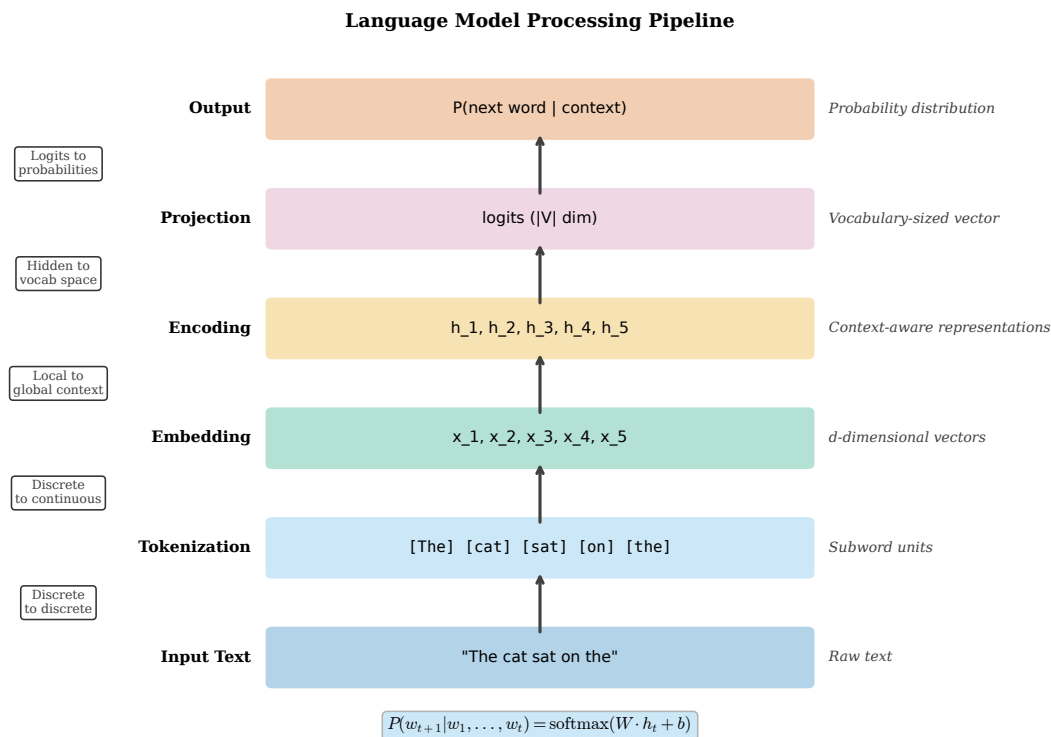 Language Model Processing Pipeline
Output
P(next word | context)
Probability distribution
Logits to
probabilities
Projection
logits (|V| dim)
Vocabulary-sized vector
Hidden to
vocab space
Encoding
h_1, h_2, h_3, h_4, h_5
Context-aware representations
Local to
global context
Embedding
x_1, x_2, x_3, x_4, x_5
d-dimensional vectors
Discrete
to continuous
Tokenization
[The] [cat] [sat] [on] [the]
Subword units
Discrete
to discrete
Input Text
"The cat sat on the"
Raw text
P(w_{t+1}|w_1, . . . , w_t) = softmax(W · h_t + b)